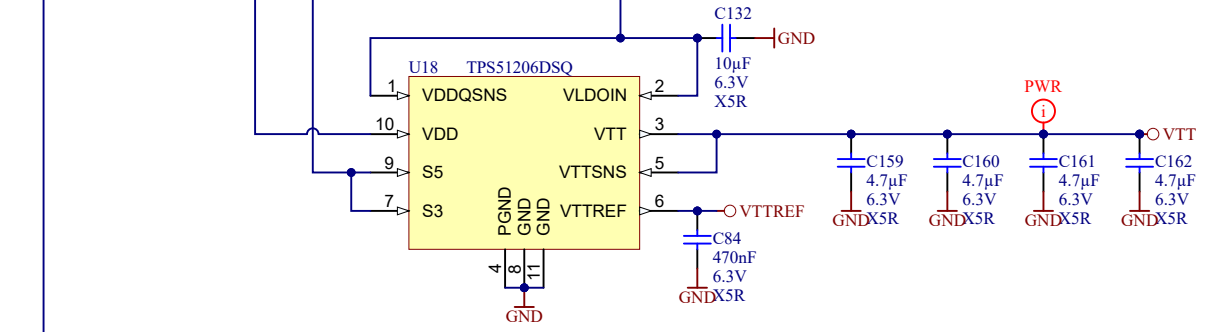 C132
GND
10µF
6.3V
X5R
U18 TPS51206DSQ
1 VDDQSNS VLDOIN 2
10 VDD VTT 3
9 S5 VTTSNS 5
7 S3 VTTREF 6
PGND
GND
GND
4
8
11
GND
VTTREF
C84
470nF
6.3V
X5R
GND
PWR
i
VTT
C159
4.7µF
6.3V
X5R
GND
C160
4.7µF
6.3V
X5R
GND
C161
4.7µF
6.3V
X5R
GND
C162
4.7µF
6.3V
X5R
GND